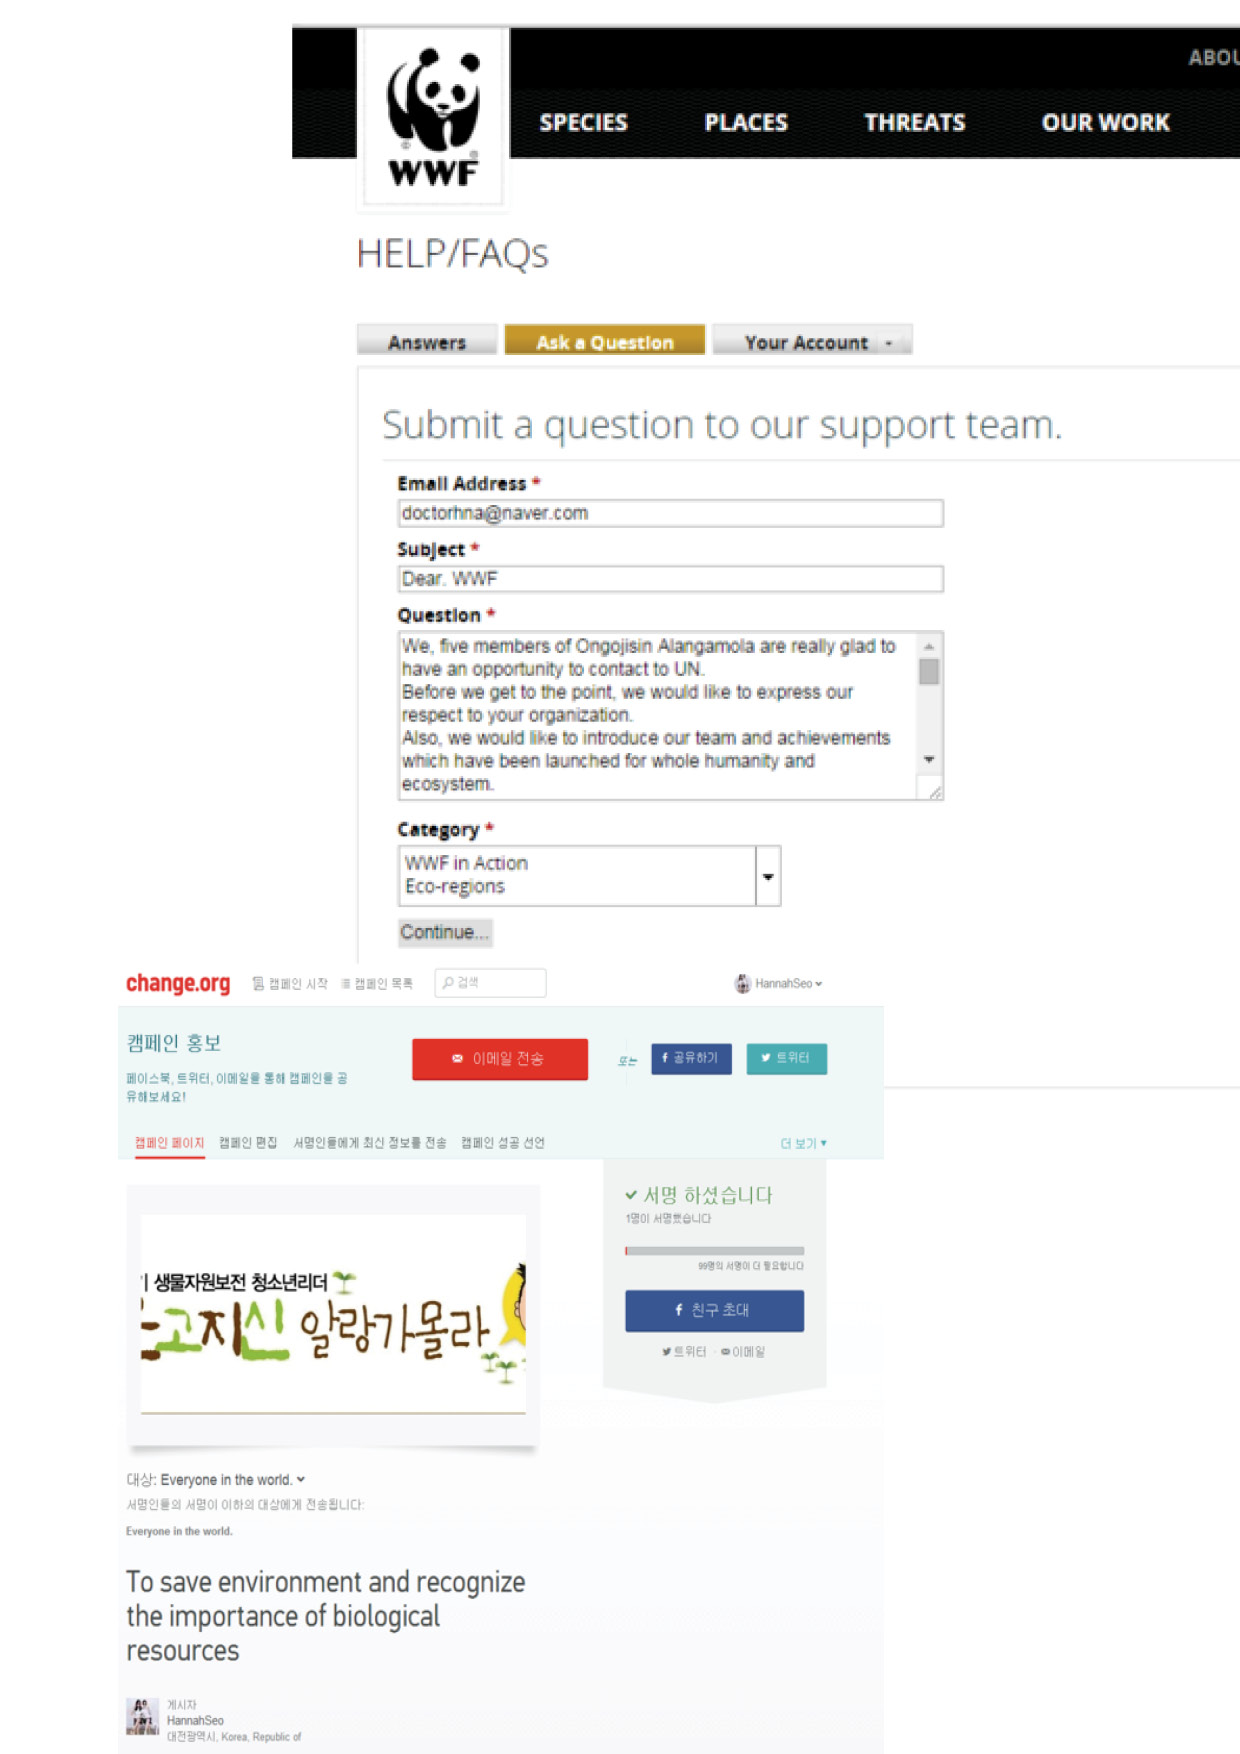 ABOU
SPECIES PLACES THREATS OUR WORK
WWF
HELP/FAQs
Answers Ask a Question Your Account
Submit a question to our support team.
Email Address *
doctorhna@naver.com
Subject *
Dear. WWF
Question *
We, five members of Ongojisin Alangamola are really glad to
have an opportunity to contact to UN.
Before we get to the point, we would like to express our
respect to your organization.
Also, we would like to introduce our team and achievements
which have been launched for whole humanity and
ecosystem.
Category *
WWF in Action
Eco-regions
Continue...
change.org 캠페인 시작 캠페인 목록 검색 HannahSeo
캠페인 홍보
이메일 전송 또는 공유하기 트위터
페이스북, 트위터, 이메일을 통해 캠페인을 공
유해보세요!
캠페인 페이지 캠페인 편집 서명인들에게 최신 정보를 전송 캠페인 성공 선언 더 보기
서명 하셨습니다
1명이 서명했습니다
99명의 서명이 더 필요합니다
친구 초대
트위터 · 이메일
기 생물자원보전 청소년리더
고지신 알랑가몰라
대상: Everyone in the world.
서명인들의 서명이 이하의 대상에게 전송됩니다:
Everyone in the world.
To save environment and recognize
the importance of biological
resources
게시자
HannahSeo
대전광역시, Korea, Republic of